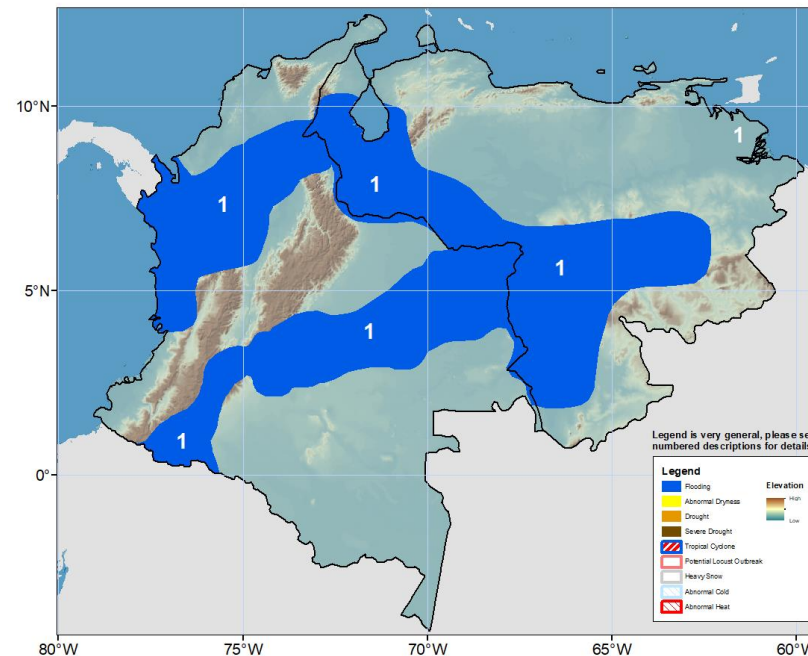 10°N
1
1
1
5°N
1
1
1
0°
Legend is very general, please se
numbered descriptions for details
Legend
Flooding
Abnormal Dryness
Drought
Severe Drought
Tropical Cyclone
Potential Locust Outbreak
Heavy Snow
Abnormal Cold
Abnormal Heat
Elevation
High
Low
80°W
75°W
70°W
65°W
60°W